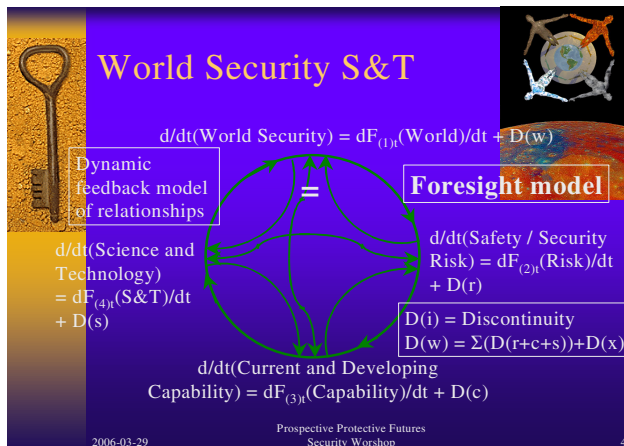 World Security S&T
d/dt(World Security) = dF(1)t(World)/dt + D(w)
Dynamic
feedback model
of relationships
=
Foresight model
d/dt(Science and
Technology)
= dF(4)t(S&T)/dt
+ D(s)
d/dt(Safety / Security
Risk) = dF(2)t(Risk)/dt
+ D(r)
D(i) = Discontinuity
D(w) = Σ(D(r+c+s))+D(x)
d/dt(Current and Developing
Capability) = dF(3)t(Capability)/dt + D(c)
2006-03-29
Prospective Protective Futures
Security Worshop
4